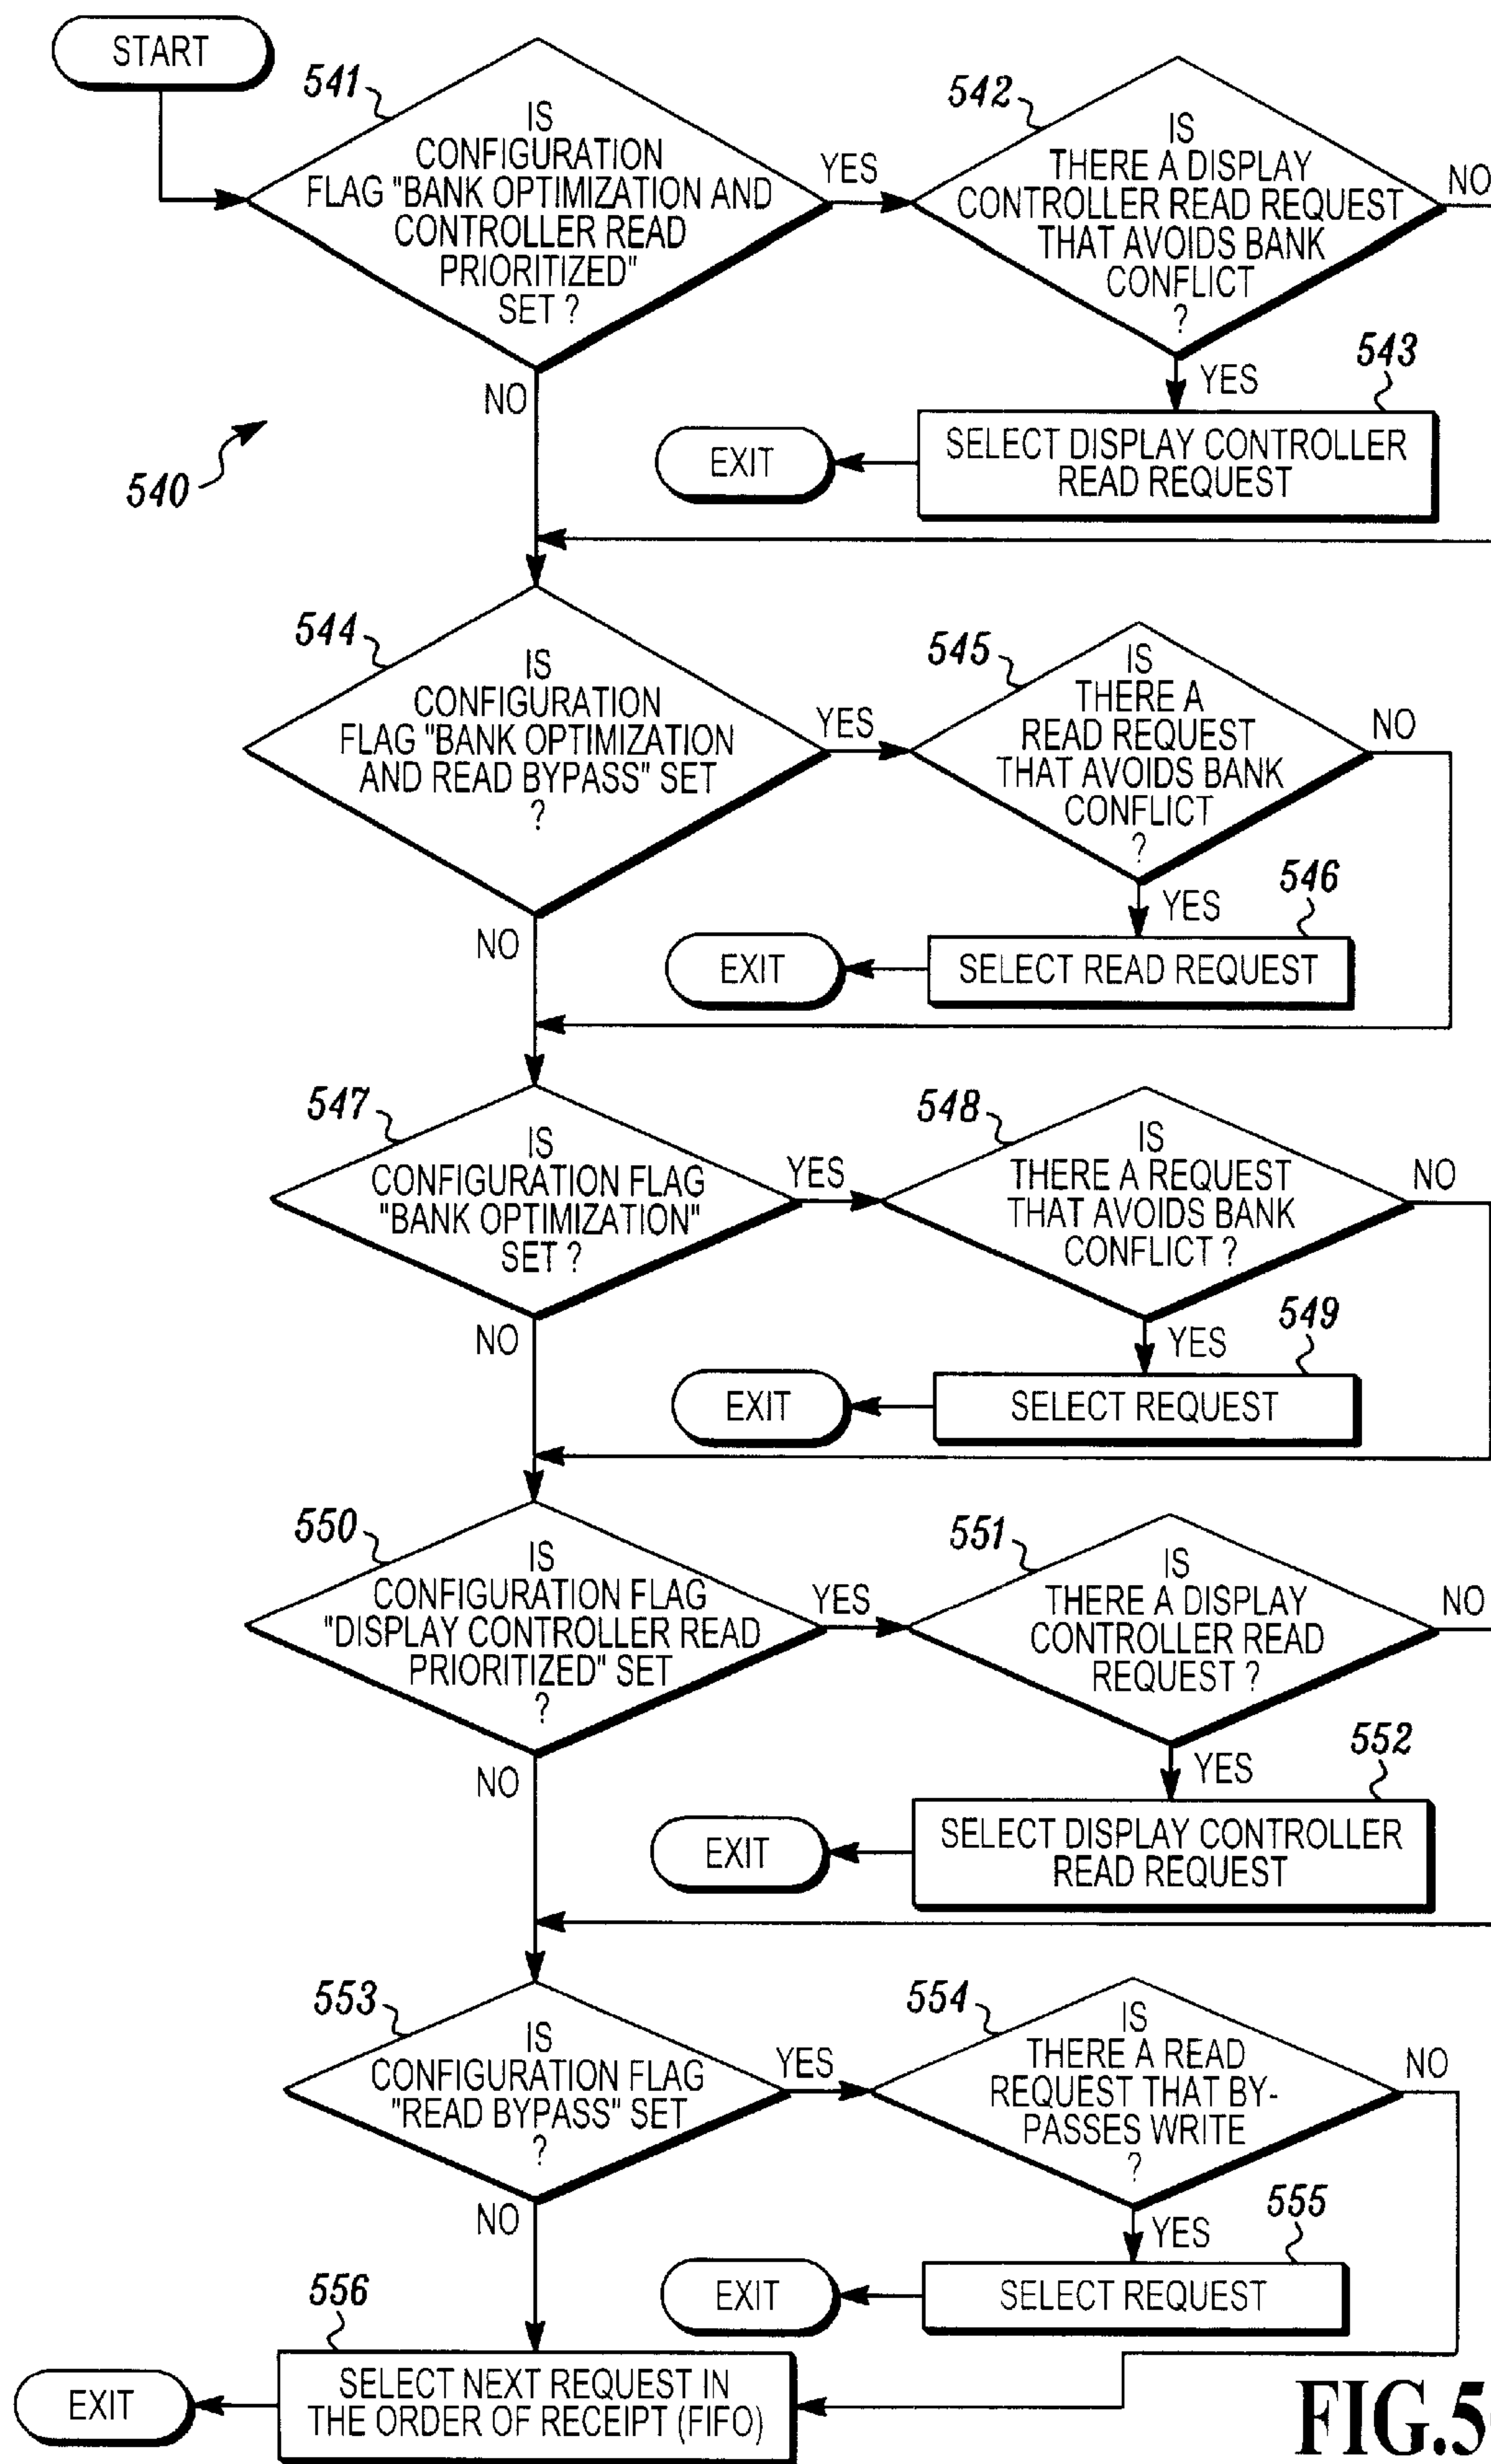 START
541
IS
CONFIGURATION
FLAG "BANK OPTIMIZATION AND
CONTROLLER READ
PRIORITIZED"
SET ?
YES
NO
542
IS
THERE A DISPLAY
CONTROLLER READ REQUEST
THAT AVOIDS BANK
CONFLICT
?
NO
YES
543
SELECT DISPLAY CONTROLLER
READ REQUEST
EXIT
540
544
IS
CONFIGURATION
FLAG "BANK OPTIMIZATION
AND READ BYPASS" SET
?
YES
NO
545
IS
THERE A
READ REQUEST
THAT AVOIDS BANK
CONFLICT
?
NO
YES
546
SELECT READ REQUEST
EXIT
547
IS
CONFIGURATION FLAG
"BANK OPTIMIZATION"
SET ?
YES
NO
548
IS
THERE A REQUEST
THAT AVOIDS BANK
CONFLICT ?
NO
YES
549
SELECT REQUEST
EXIT
550
IS
CONFIGURATION FLAG
"DISPLAY CONTROLLER READ
PRIORITIZED" SET
?
YES
NO
551
IS
THERE A DISPLAY
CONTROLLER READ
REQUEST ?
NO
YES
552
SELECT DISPLAY CONTROLLER
READ REQUEST
EXIT
553
IS
CONFIGURATION FLAG
"READ BYPASS" SET
?
YES
NO
554
IS
THERE A READ
REQUEST THAT BY-
PASSES WRITE
?
NO
YES
555
SELECT REQUEST
EXIT
556
SELECT NEXT REQUEST IN
THE ORDER OF RECEIPT (FIFO)
EXIT